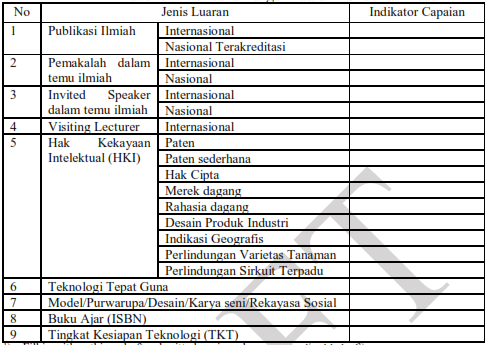 No Jenis Luaran Indikator Capaian
1 Publikasi Ilmiah Internasional
Nasional Terakreditasi
2 Pemakalah dalam Internasional
temu ilmiah Nasional
3 Invited Speaker Internasional
dalam temu ilmiah Nasional
4 Visiting Lecturer Internasional
5 Hak Kekayaan Paten
Intelektual (HKI) Paten sederhana
Hak Cipta
Merek dagang
Rahasia dagang
Desain Produk Industri
Indikasi Geografis
Perlindungan Varietas Tanaman
Perlindungan Sirkuit Terpadu
6 Teknologi Tepat Guna
7 Model/Purwarupa/Desain/Karya seni/Rekayasa Sosial
8 Buku Ajar (ISBN)
9 Tingkat Kesiapan Teknologi (TKT)